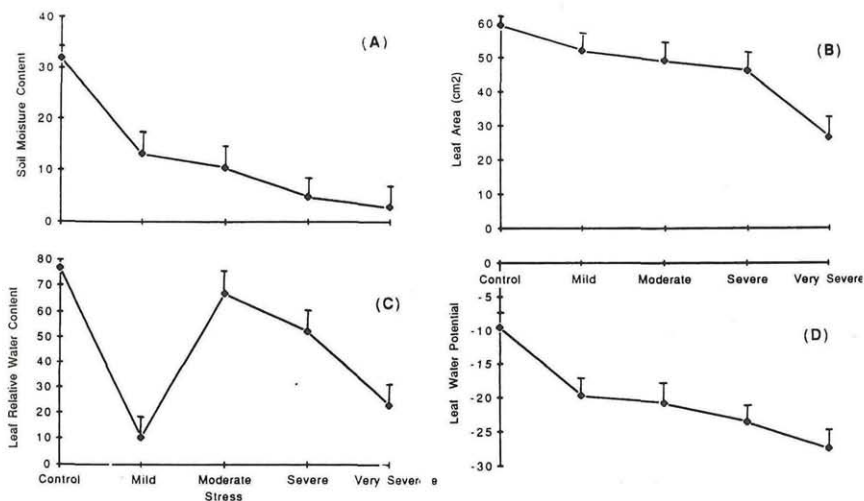 (A)
Soil Moisture Content
40
30
20
10
0
(B)
Leaf Area (cm2)
60
50
40
30
20
10
0
(C)
Leaf Relative Water Content
80
70
60
50
40
30
20
10
0
Control Mild Moderate Severe Very Severe
Stress
(D)
Leaf Water Potential
0
Control Mild Moderate Severe Very Severe
-5
-10
-15
-20
-25
-30